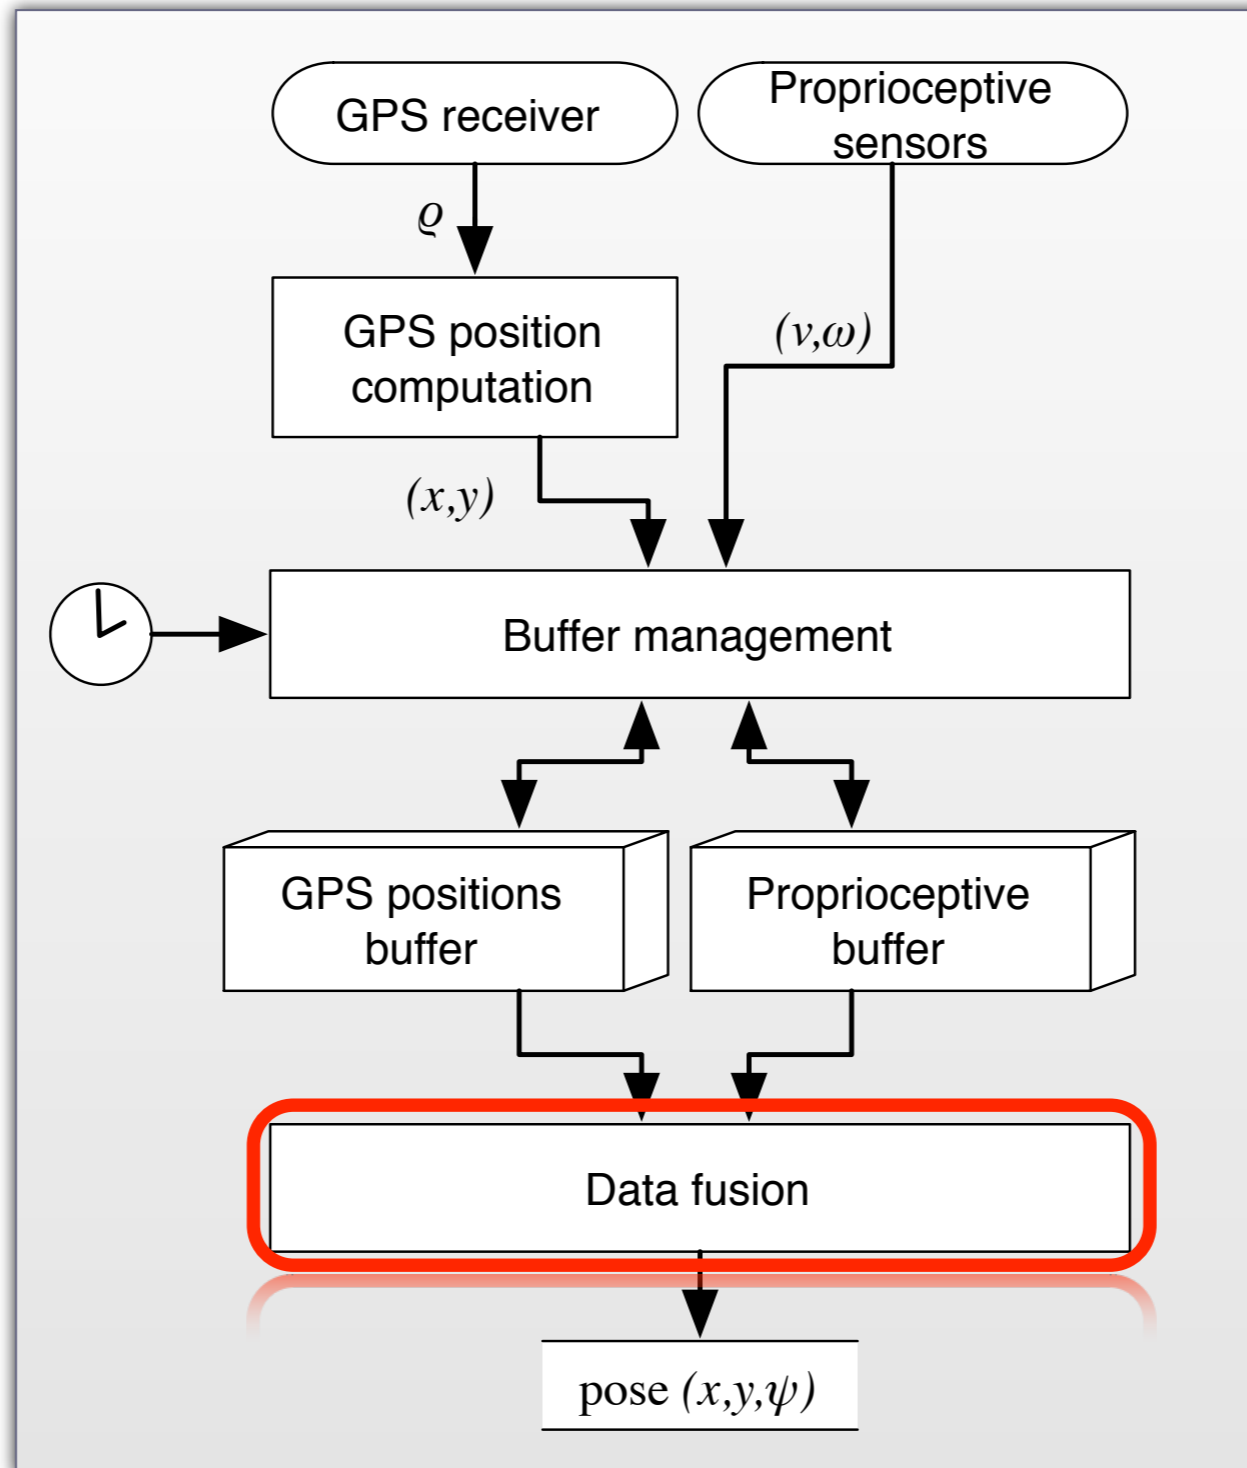 GPS receiver
Proprioceptive
sensors
ϱ
GPS position
computation
(v,ω)
(x,y)
Buffer management
GPS positions
buffer
Proprioceptive
buffer
Data fusion
pose (x,y,ψ)